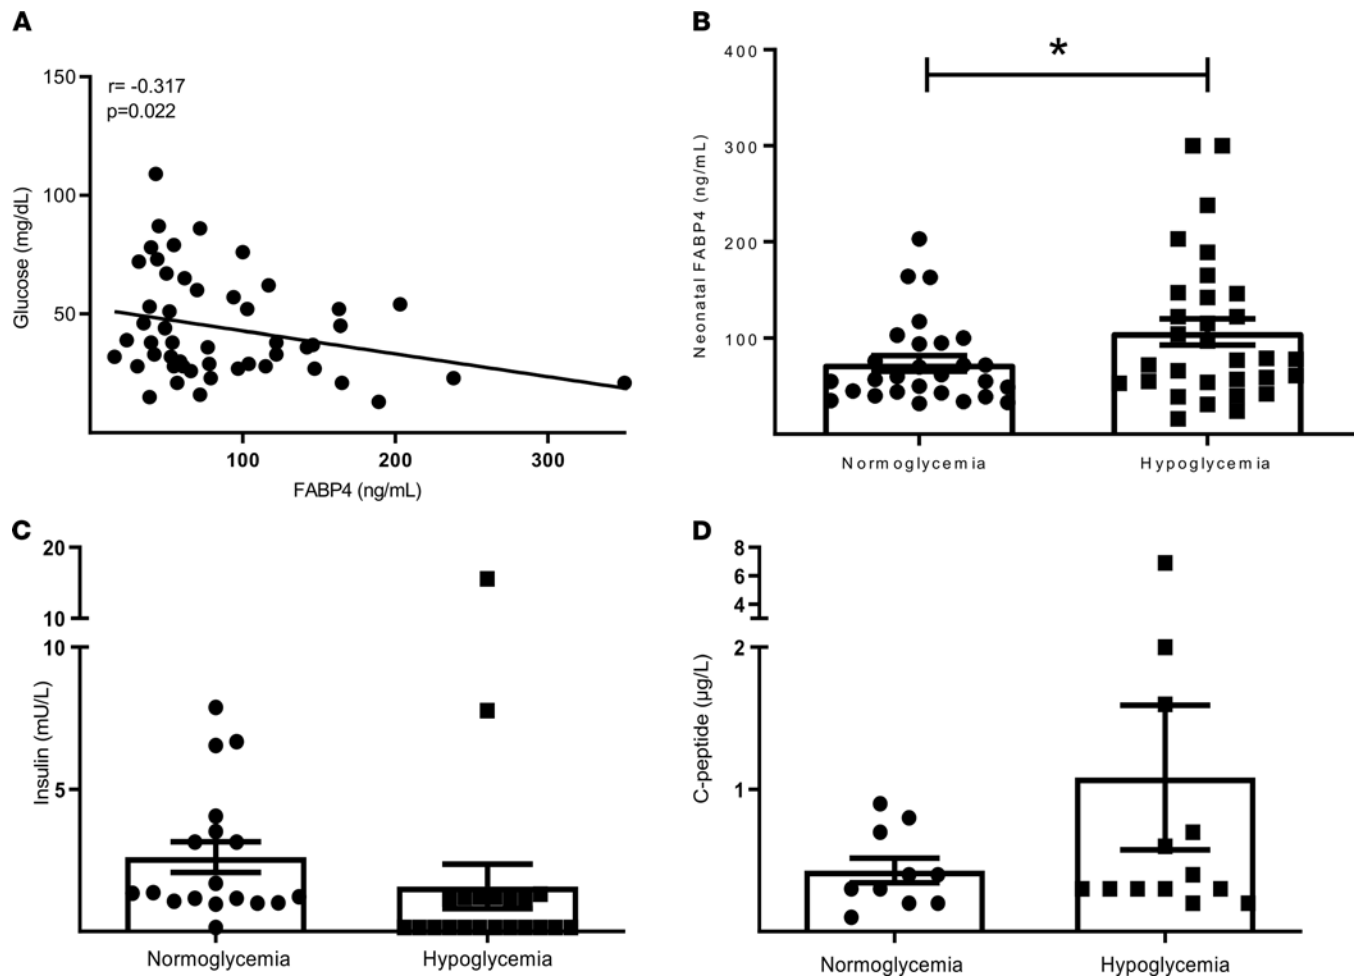 A
r= -0.317
p=0.022
150
100
50
Glucose (mg/dL)
100 200 300
FABP4 (ng/mL)
B
*
400
300
200
100
Neonatal FABP4 (ng/mL)
Normoglycemia Hypoglycemia
C
20
10
10
5
Insulin (mU/L)
Normoglycemia Hypoglycemia
D
8
6
4
2
1
C-peptide (µg/L)
Normoglycemia Hypoglycemia